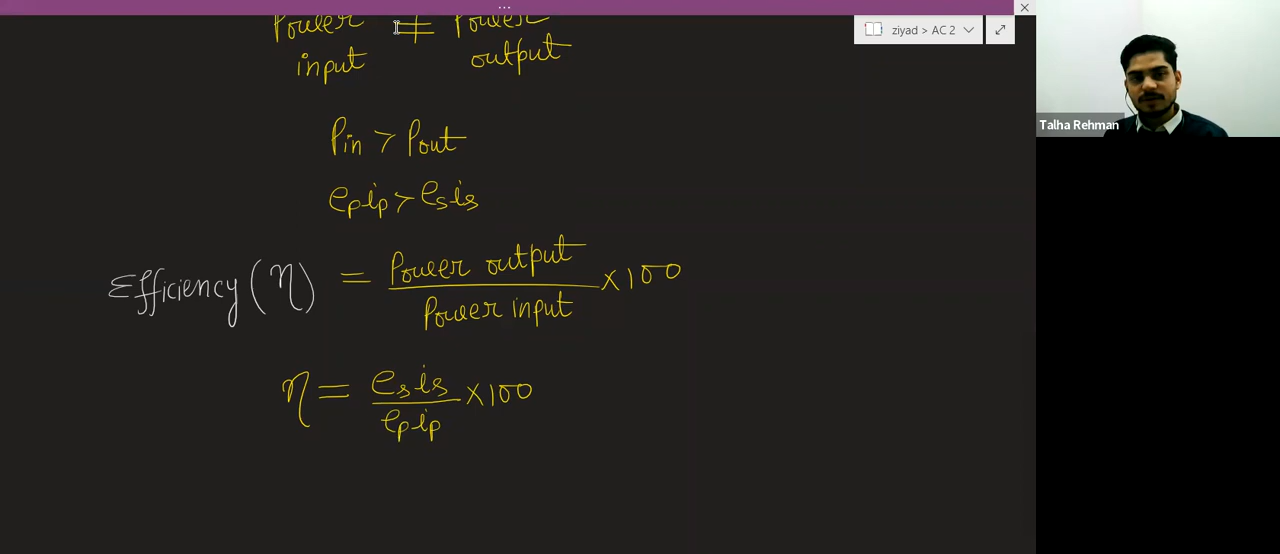 Power ≠ Power
input output
ziyad > AC 2
Pin > Pout
Talha Rehman
epip > esis
Efficiency (η) = Power output / Power input × 100
η = esis / epip × 100